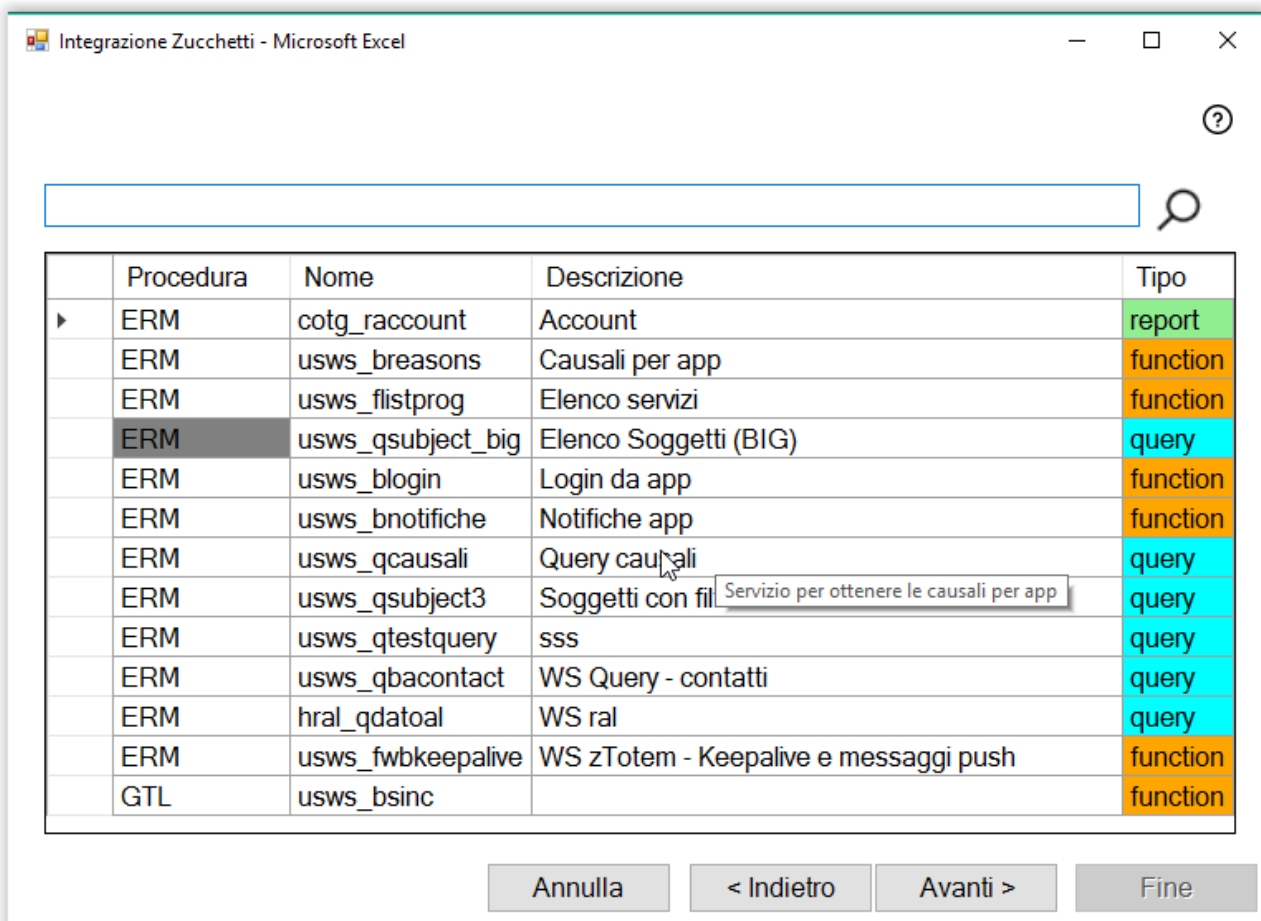 Integrazione Zucchetti - Microsoft Excel
Procedura Nome Descrizione Tipo
ERM cotg_raccount Account report
ERM usws_breasons Causali per app function
ERM usws_flistprog Elenco servizi function
ERM usws_qsubject_big Elenco Soggetti (BIG) query
ERM usws_blogin Login da app function
ERM usws_bnotifiche Notifiche app function
ERM usws_qcausali Query causali query
Servizio per ottenere le causali per app
ERM usws_qsubject3 Soggetti con query
ERM usws_qtestquery sss query
ERM usws_qbacontact WS Query - contatti query
ERM hral_qdatoal WS ral query
ERM usws_fwbkeepalive WS zTotem - Keepalive e messaggi push function
GTL usws_bsinc function
Annulla < Indietro Avanti > Fine